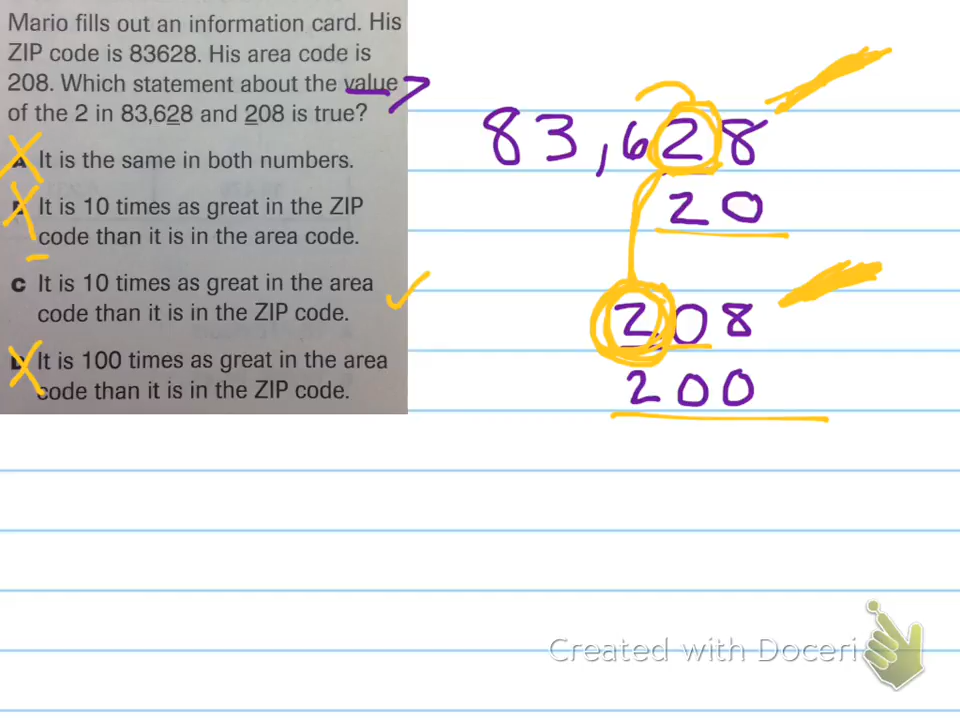 Mario fills out an information card. His
ZIP code is 83628. His area code is
208. Which statement about the value
of the 2 in 83,628 and 208 is true?
A It is the same in both numbers.
It is 10 times as great in the ZIP
code than it is in the area code.
C It is 10 times as great in the area
code than it is in the ZIP code.
It is 100 times as great in the area
code than it is in the ZIP code.
83,628
20
208
200
Created with Doceri